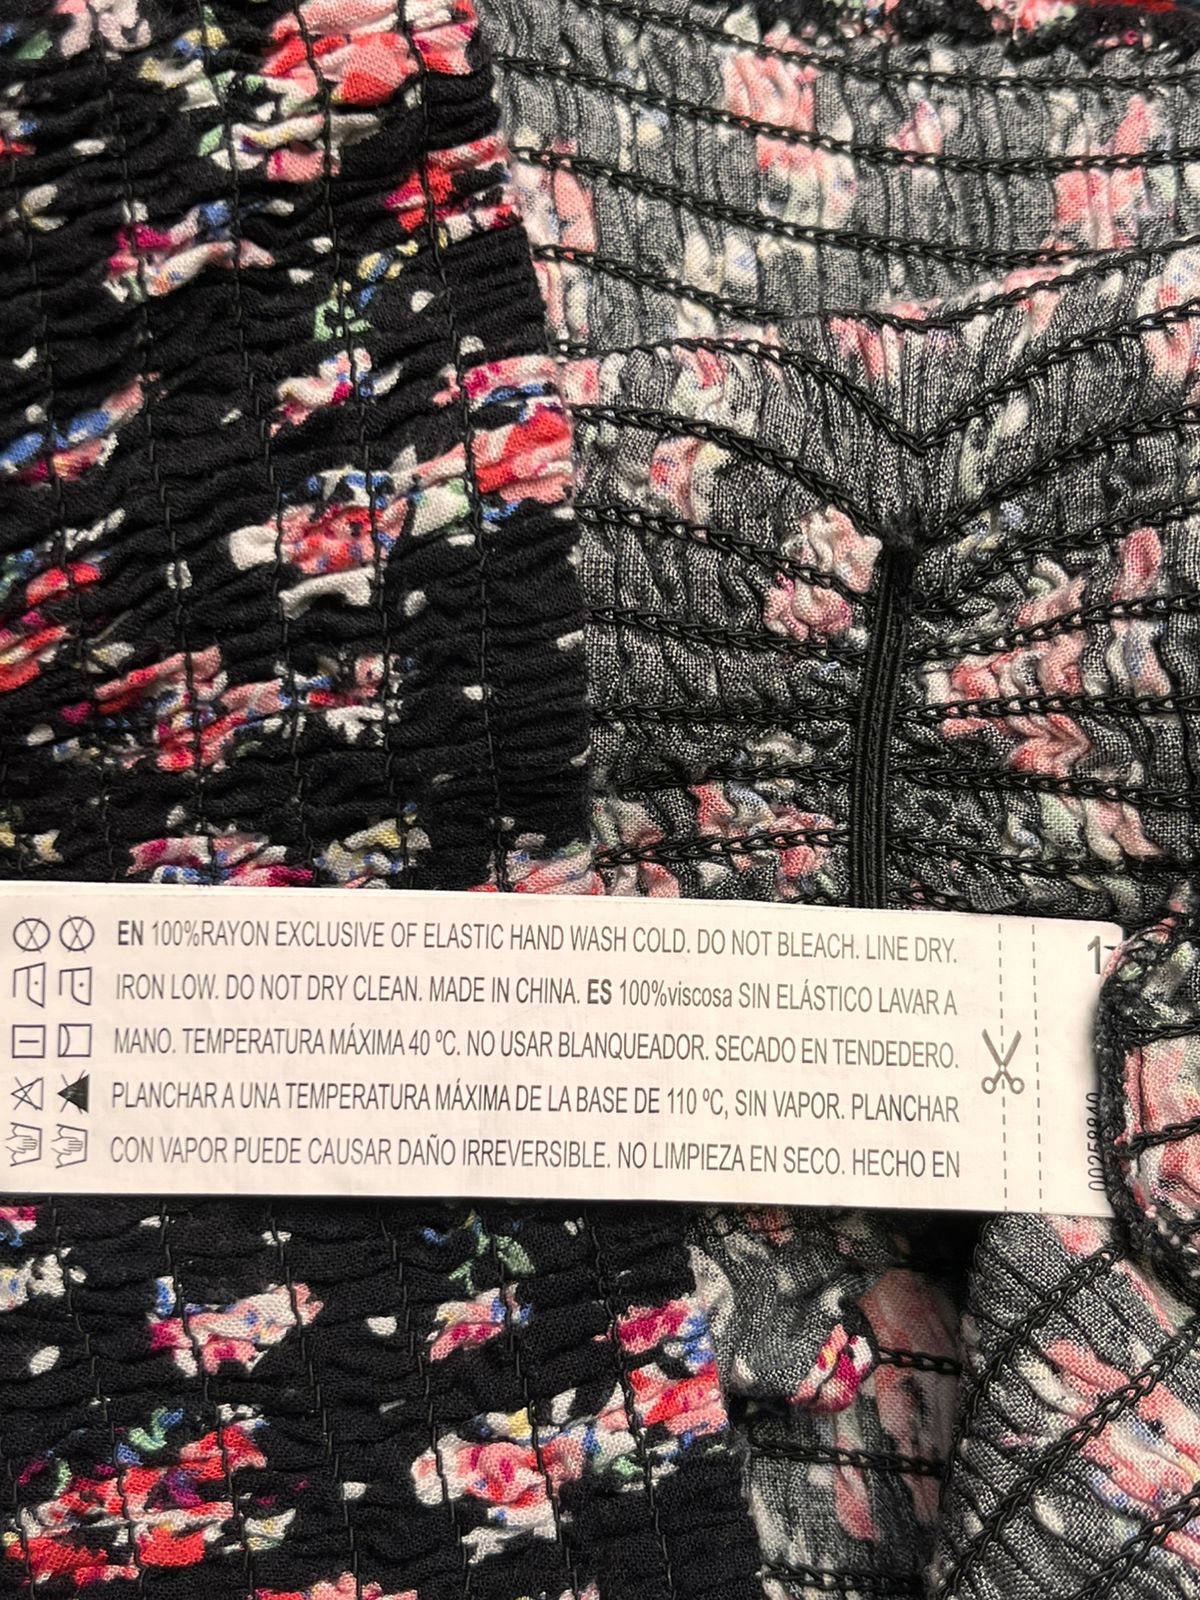 EN 100%RAYON EXCLUSIVE OF ELASTIC HAND WASH COLD. DO NOT BLEACH. LINE DRY.
IRON LOW. DO NOT DRY CLEAN. MADE IN CHINA. ES 100%viscosa SIN ELÁSTICO LAVAR A
MANO. TEMPERATURA MÁXIMA 40 ºC. NO USAR BLANQUEADOR. SECADO EN TENDEDERO.
PLANCHAR A UNA TEMPERATURA MÁXIMA DE LA BASE DE 110 ºC, SIN VAPOR. PLANCHAR
CON VAPOR PUEDE CAUSAR DAÑO IRREVERSIBLE. NO LIMPIEZA EN SECO. HECHO EN